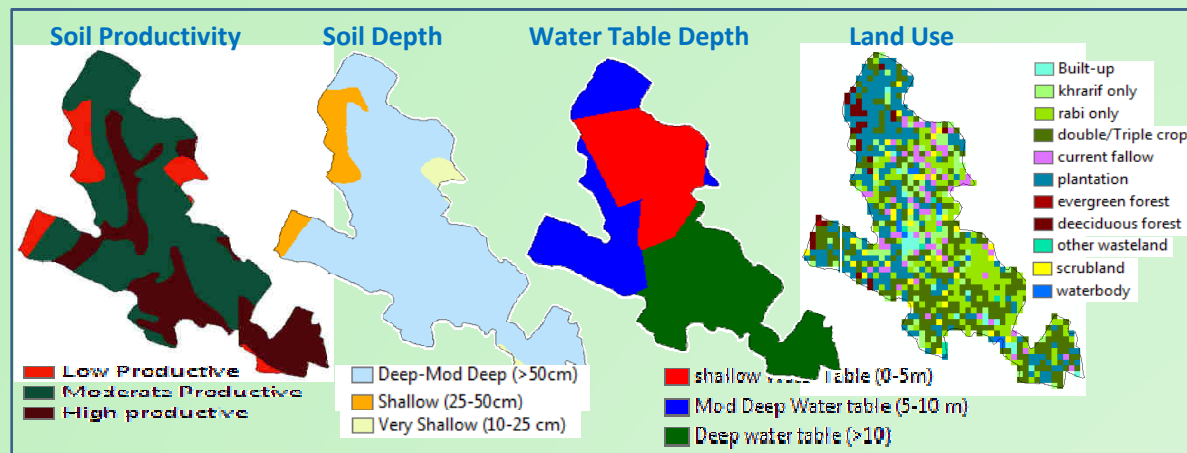 Soil Productivity
Soil Depth
Water Table Depth
Land Use
Low Productive
Moderate Productive
High productive
Deep-Mod Deep (>50cm)
Shallow (25-50cm)
Very Shallow (10-25 cm)
shallow Water Table (0-5m)
Mod Deep Water table (5-10 m)
Deep water table (>10)
Built-up
khrarif only
rabi only
double/Triple crop
current fallow
plantation
evergreen forest
deeciduous forest
other wasteland
scrubland
waterbody